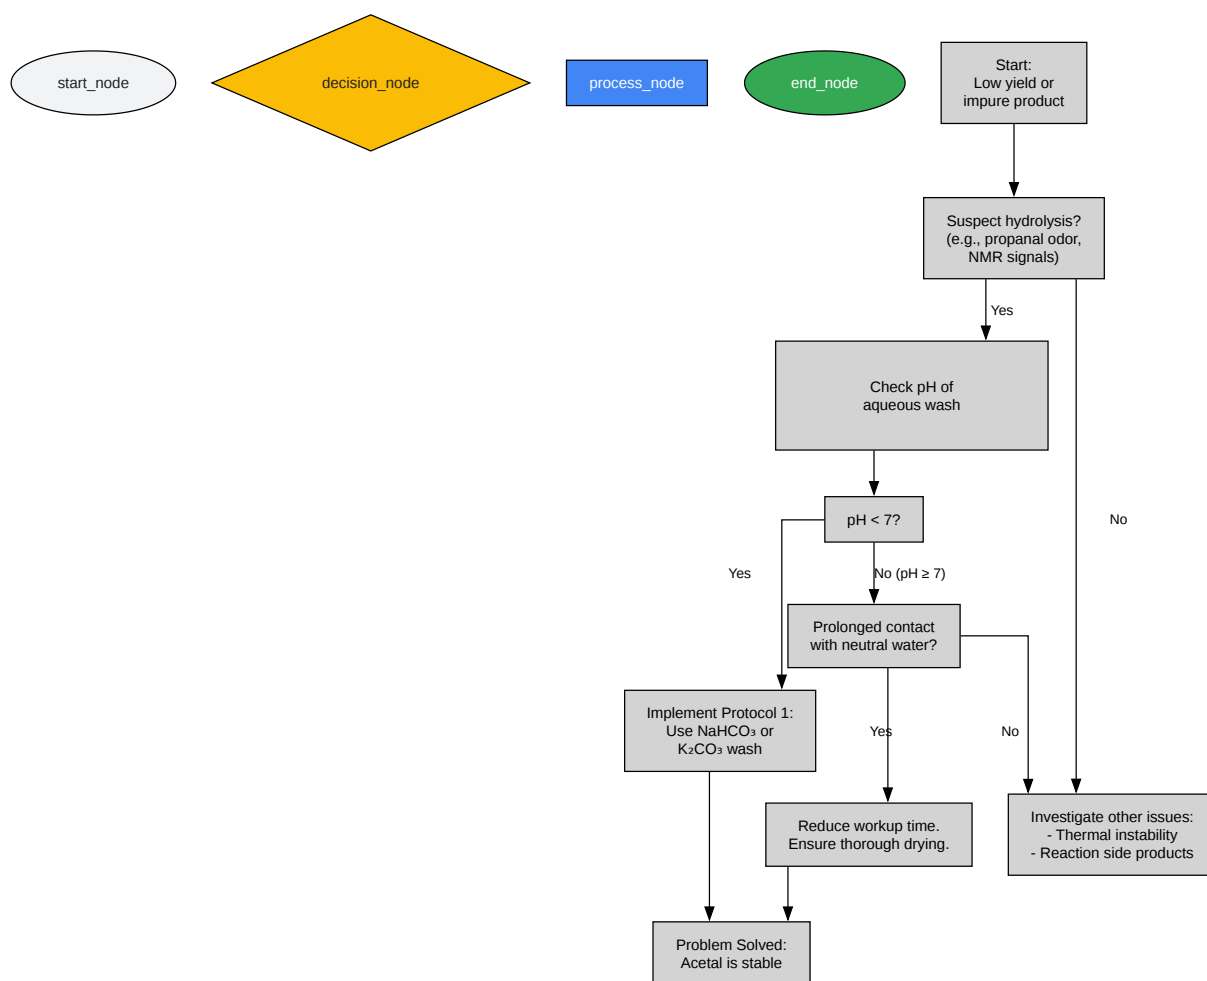 start_node
decision_node
process_node
end_node
Start:
Low yield or
impure product
Suspect hydrolysis?
(e.g., propanal odor,
NMR signals)
Yes
Check pH of
aqueous wash
pH < 7?
No
Yes
No (pH ≥ 7)
Prolonged contact
with neutral water?
Implement Protocol 1:
Use NaHCO₃ or
K₂CO₃ wash
Yes
No
Reduce workup time.
Ensure thorough drying.
Investigate other issues:
- Thermal instability
- Reaction side products
Problem Solved:
Acetal is stable